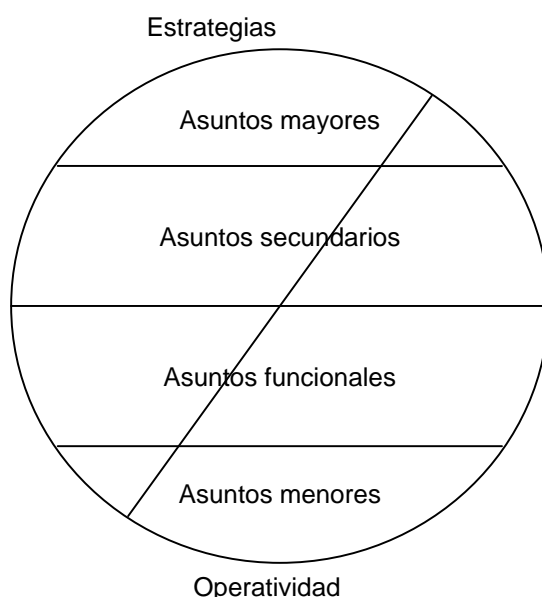 Estrategias
Asuntos mayores
Asuntos secundarios
Asuntos funcionales
Asuntos menores
Operatividad